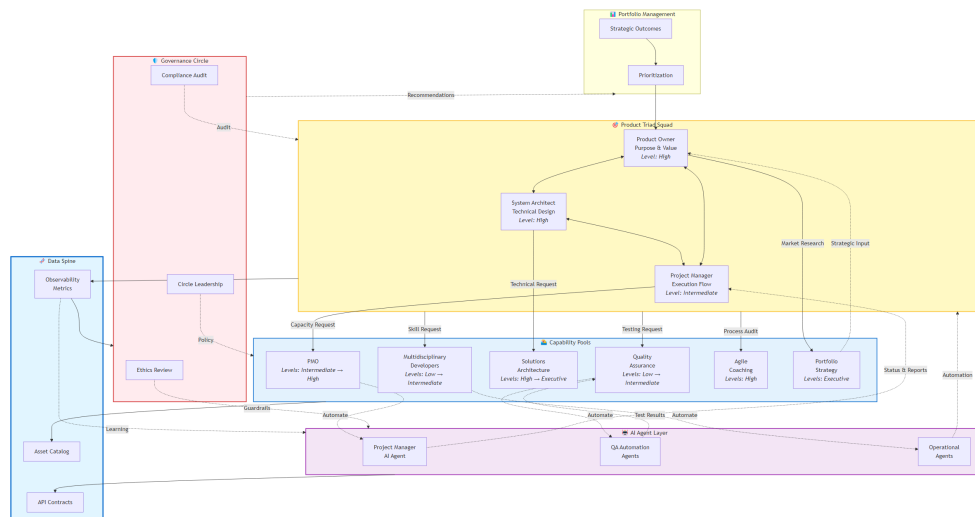 Portfolio Management
Strategic Outcomes
Prioritization
Governance Circle
Compliance Audit
Recommendations
Audit
Product Triad Squad
Product Owner
Purpose & Value
Level: High
System Architect
Technical Design
Level: High
Market Research
Strategic Input
Data Spine
Observability
Metrics
Circle Leadership
Technical Request
Project Manager
Execution Flow
Level: Intermediate
Capacity Request
Skill Request
Testing Request
Process Audit
Policy
Capability Pools
PMO
Levels: Intermediate → 
High
Multidisciplinary
Developers
Levels: Low → 
Intermediate
Solutions
Architecture
Levels: High → Executive
Quality
Assurance
Levels: Low → 
Intermediate
Agile
Coaching
Levels: High
Portfolio
Strategy
Levels: Executive
Ethics Review
Status & Reports
Automation
Guardrails
Automate
Automate
Test Results
Automate
Learning
AI Agent Layer
Asset Catalog
Project Manager
AI Agent
QA Automation
Agents
Operational
Agents
API Contracts